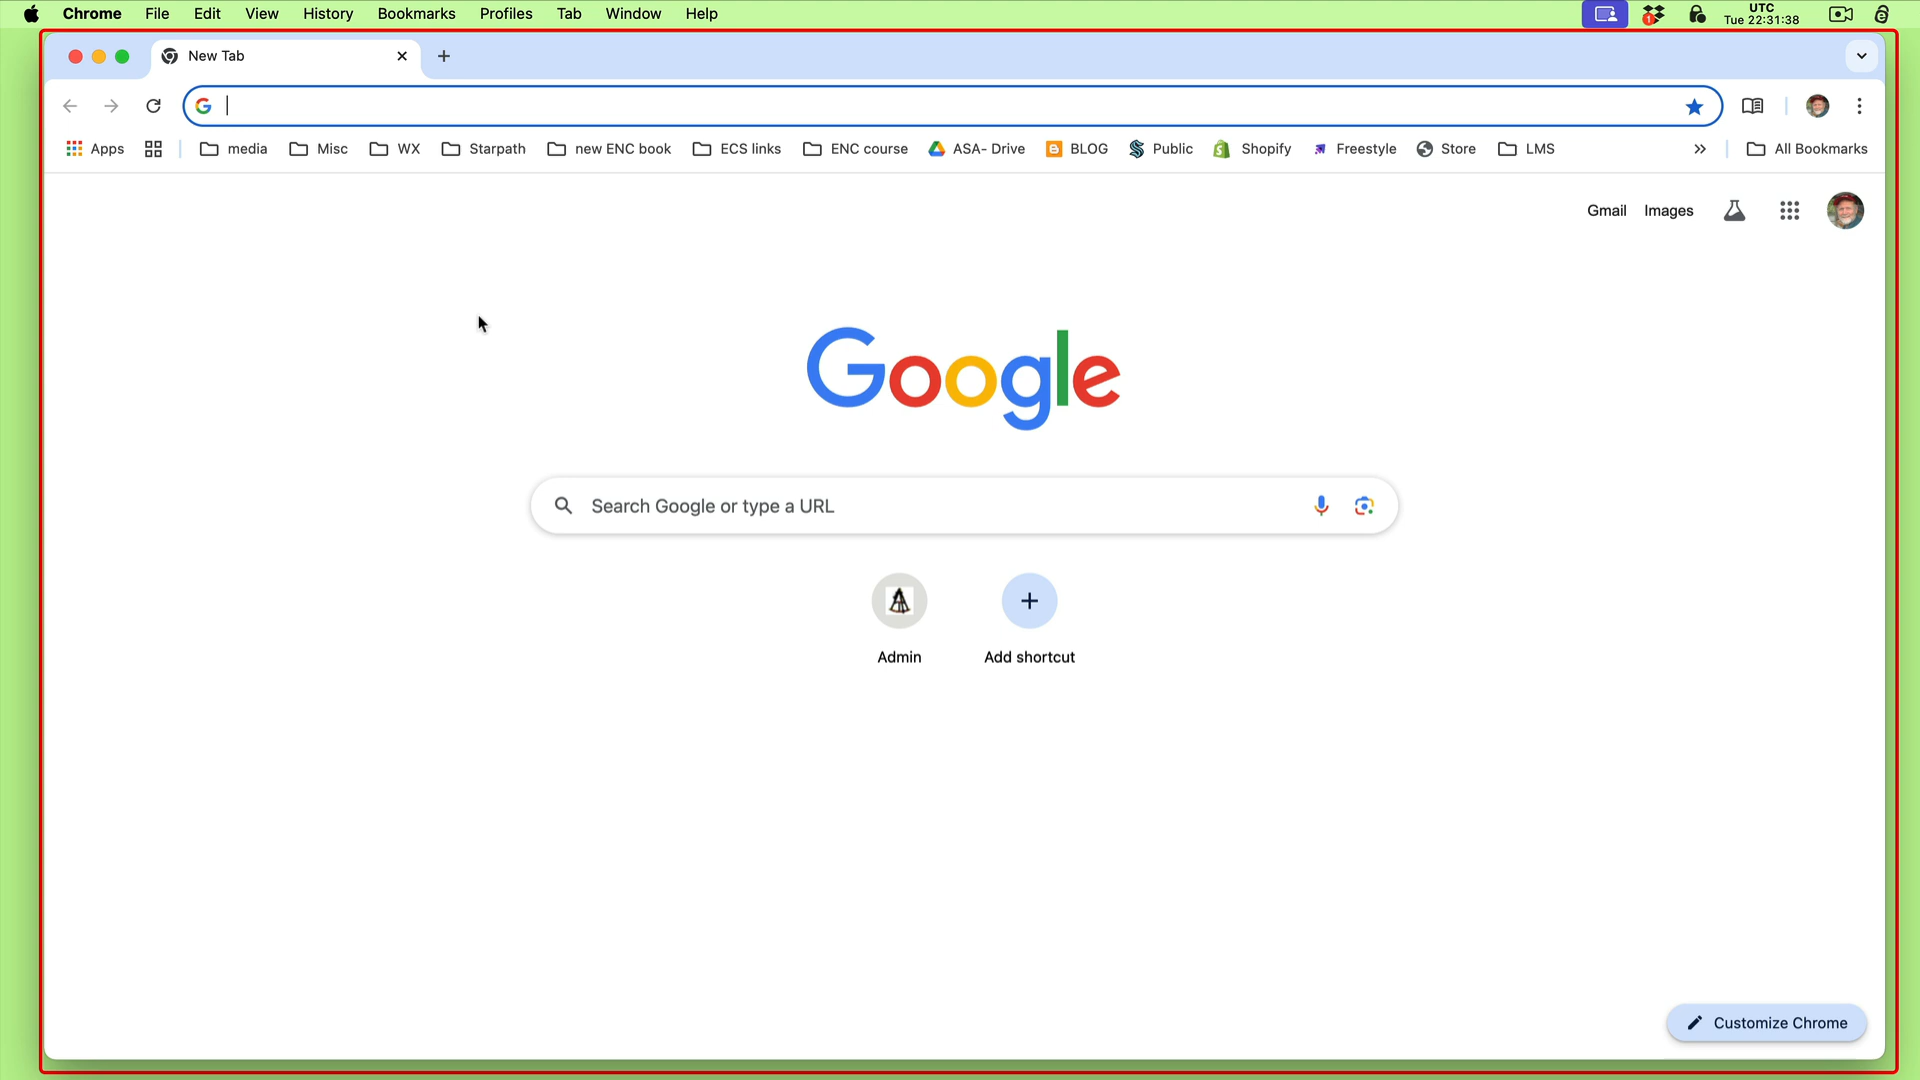 Chrome File Edit View History Bookmarks Profiles Tab Window Help
1
UTC
Tue 22:31:38
New Tab
Apps media Misc WX Starpath new ENC book ECS links ENC course ASA- Drive BLOG Public Shopify Freestyle Store LMS » All Bookmarks
Gmail Images
Google
Search Google or type a URL
Admin Add shortcut
Customize Chrome